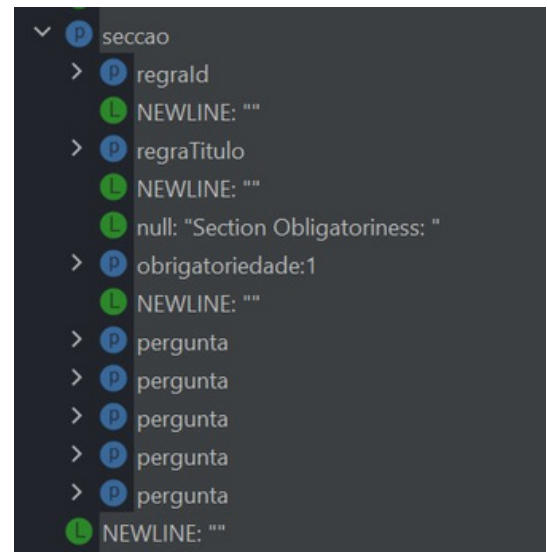 P seccao
P regraId
L NEWLINE: ""
P regraTitulo
L NEWLINE: ""
L null: "Section Obligatoriness: "
P obrigatoriedade:1
L NEWLINE: ""
P pergunta
P pergunta
P pergunta
P pergunta
P pergunta
L NEWLINE: ""